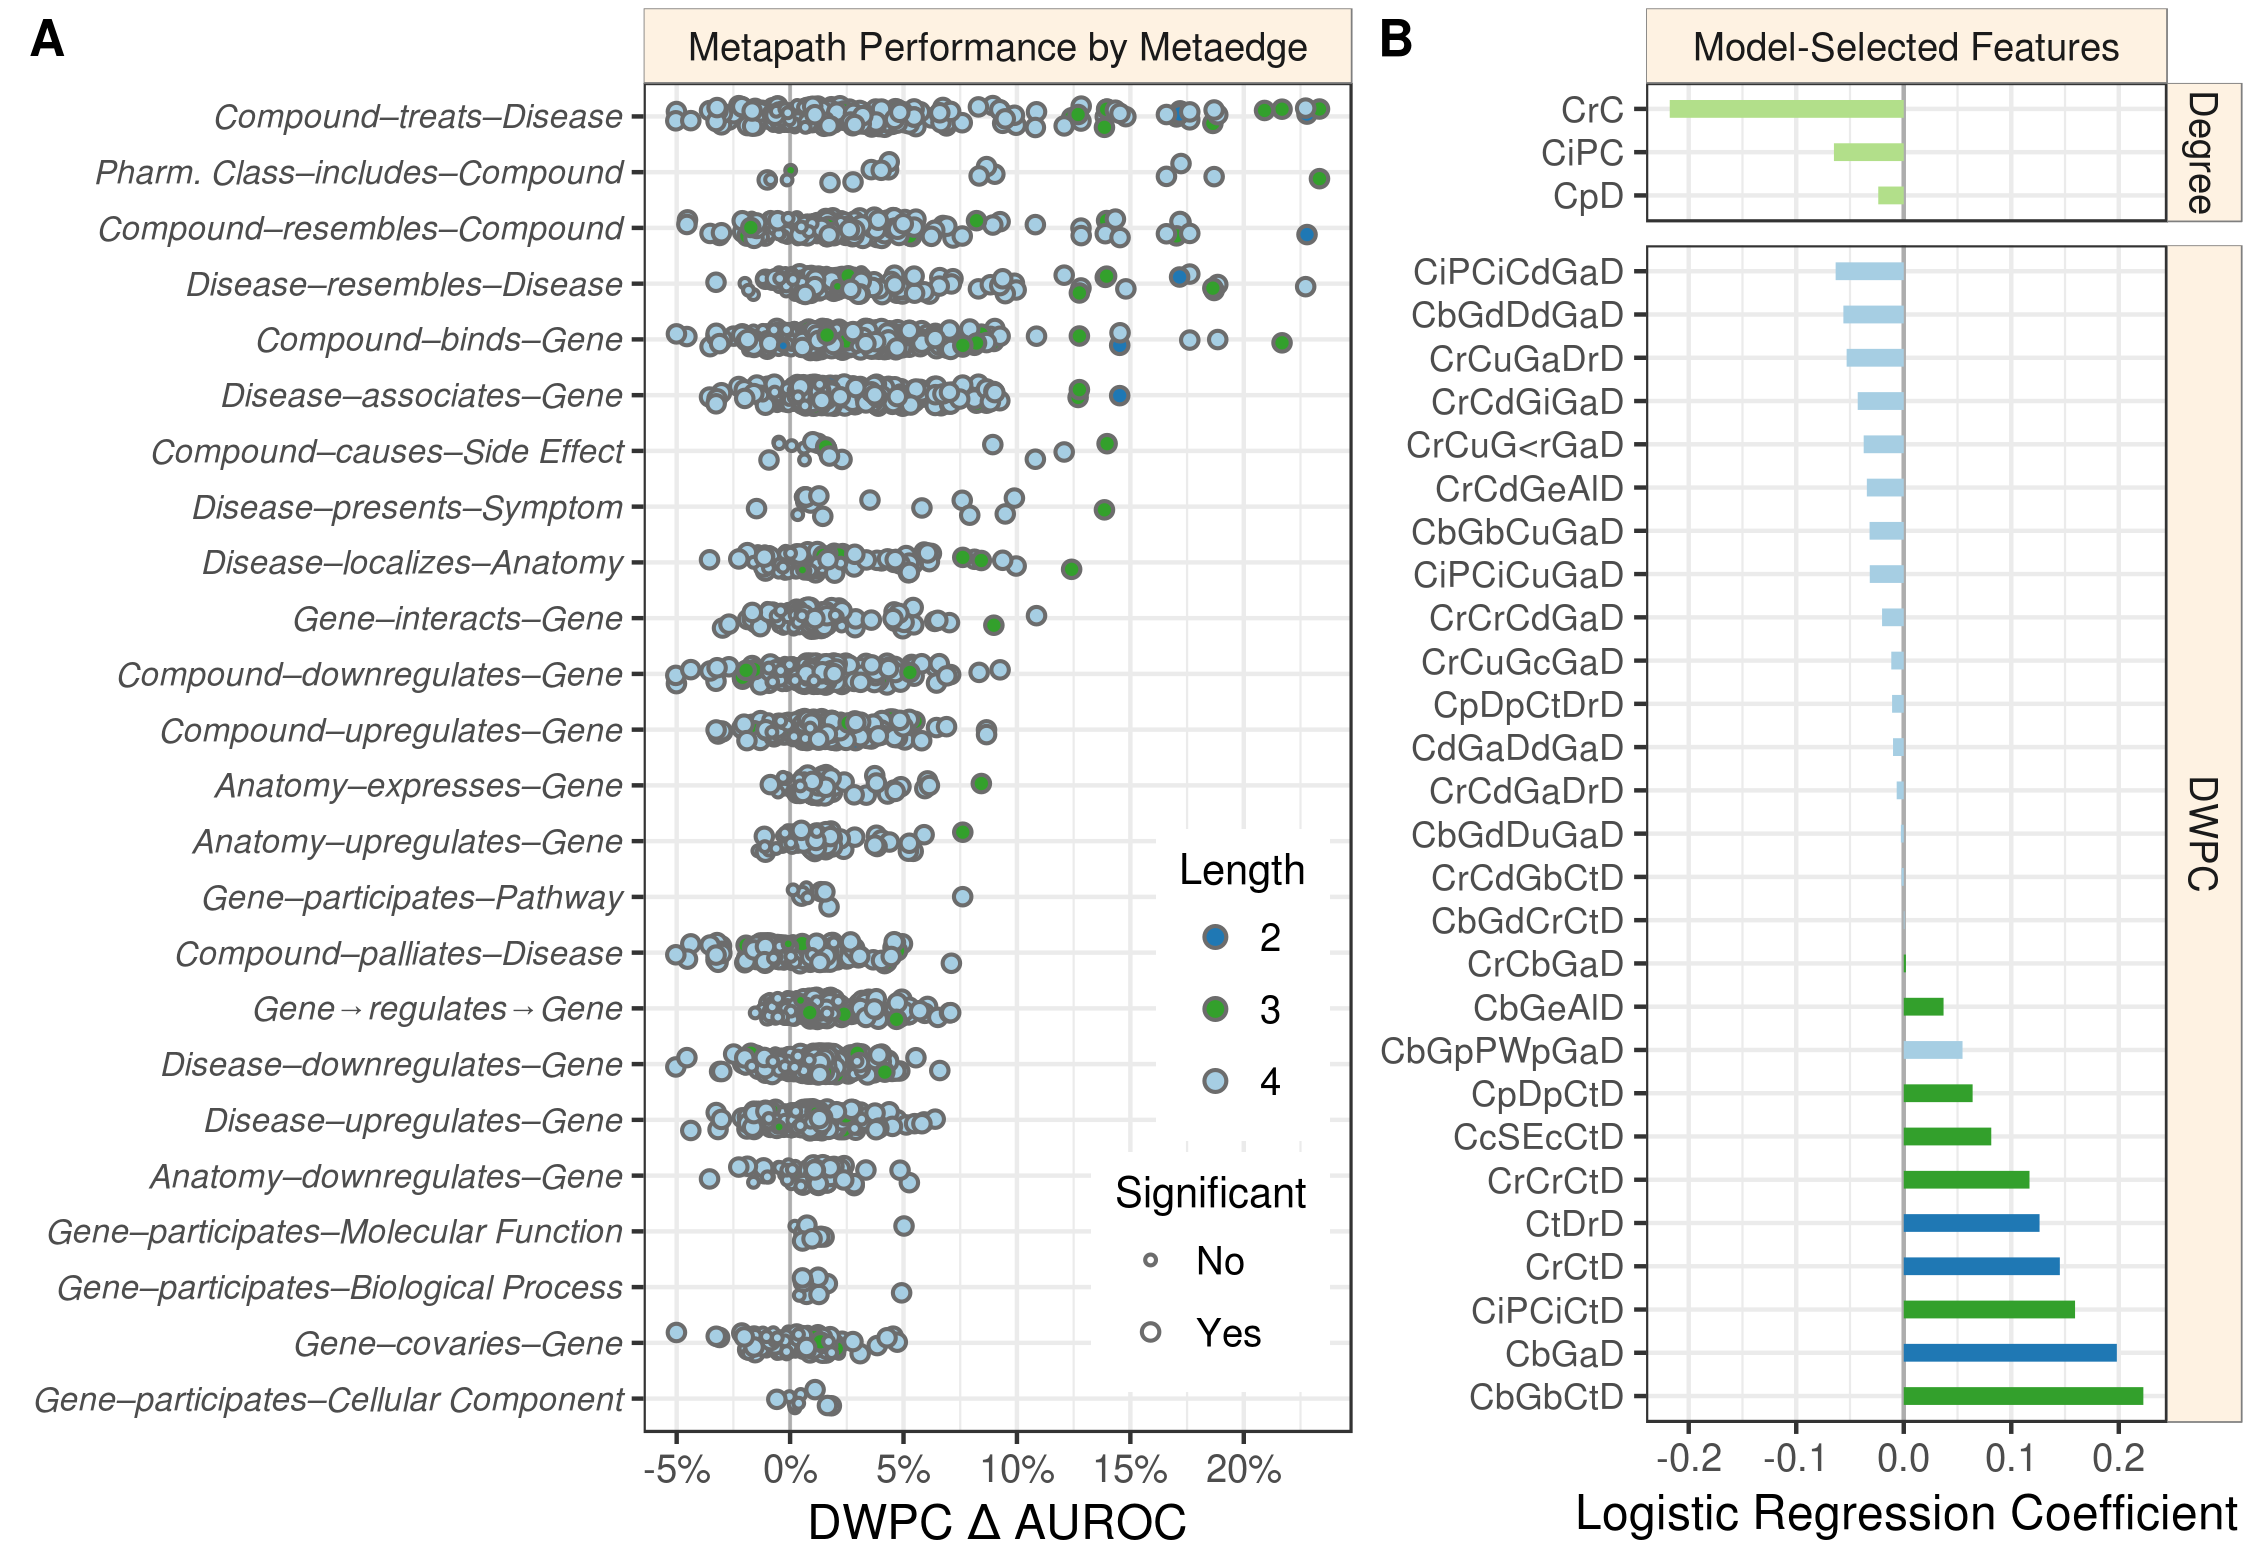 A
Metapath Performance by Metaedge
Compound–treats–Disease
Pharm. Class–includes–Compound
Compound–resembles–Compound
Disease–resembles–Disease
Compound–binds–Gene
Disease–associates–Gene
Compound–causes–Side Effect
Disease–presents–Symptom
Disease–localizes–Anatomy
Gene–interacts–Gene
Compound–downregulates–Gene
Compound–upregulates–Gene
Anatomy–expresses–Gene
Anatomy–upregulates–Gene
Gene–participates–Pathway
Compound–palliates–Disease
Gene→regulates→Gene
Disease–downregulates–Gene
Disease–upregulates–Gene
Anatomy–downregulates–Gene
Gene–participates–Molecular Function
Gene–participates–Biological Process
Gene–covaries–Gene
Gene–participates–Cellular Component
Length
2
3
4
Significant
No
Yes
-5% 0% 5% 10% 15% 20%
DWPC Δ AUROC
B
Model-Selected Features
CrC
CiPC
CpD
Degree
CiPCiCdGaD
CbGdDdGaD
CrCuGaDrD
CrCdGiGaD
CrCuG<rGaD
CrCdGeAlD
CbGbCuGaD
CiPCiCuGaD
CrCrCdGaD
CrCuGcGaD
CpDpCtDrD
CdGaDdGaD
CrCdGaDrD
CbGdDuGaD
CrCdGbCtD
CbGdCrCtD
CrCbGaD
CbGeAlD
CbGpPWpGaD
CpDpCtD
CcSEcCtD
CrCrCtD
CtDrD
CrCtD
CiPCiCtD
CbGaD
CbGbCtD
DWPC
-0.2 -0.1 0.0 0.1 0.2
Logistic Regression Coefficient